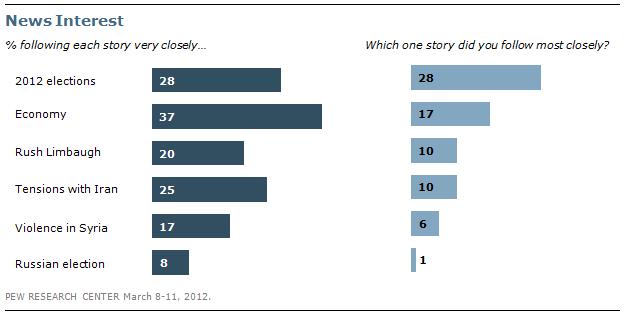 News Interest
% following each story very closely... Which one story did you follow most closely?
2012 elections 28 28
Economy 37 17
Rush Limbaugh 20 10
Tensions with Iran 25 10
Violence in Syria 17 6
Russian election 8 1
PEW RESEARCH CENTER March 8-11, 2012.